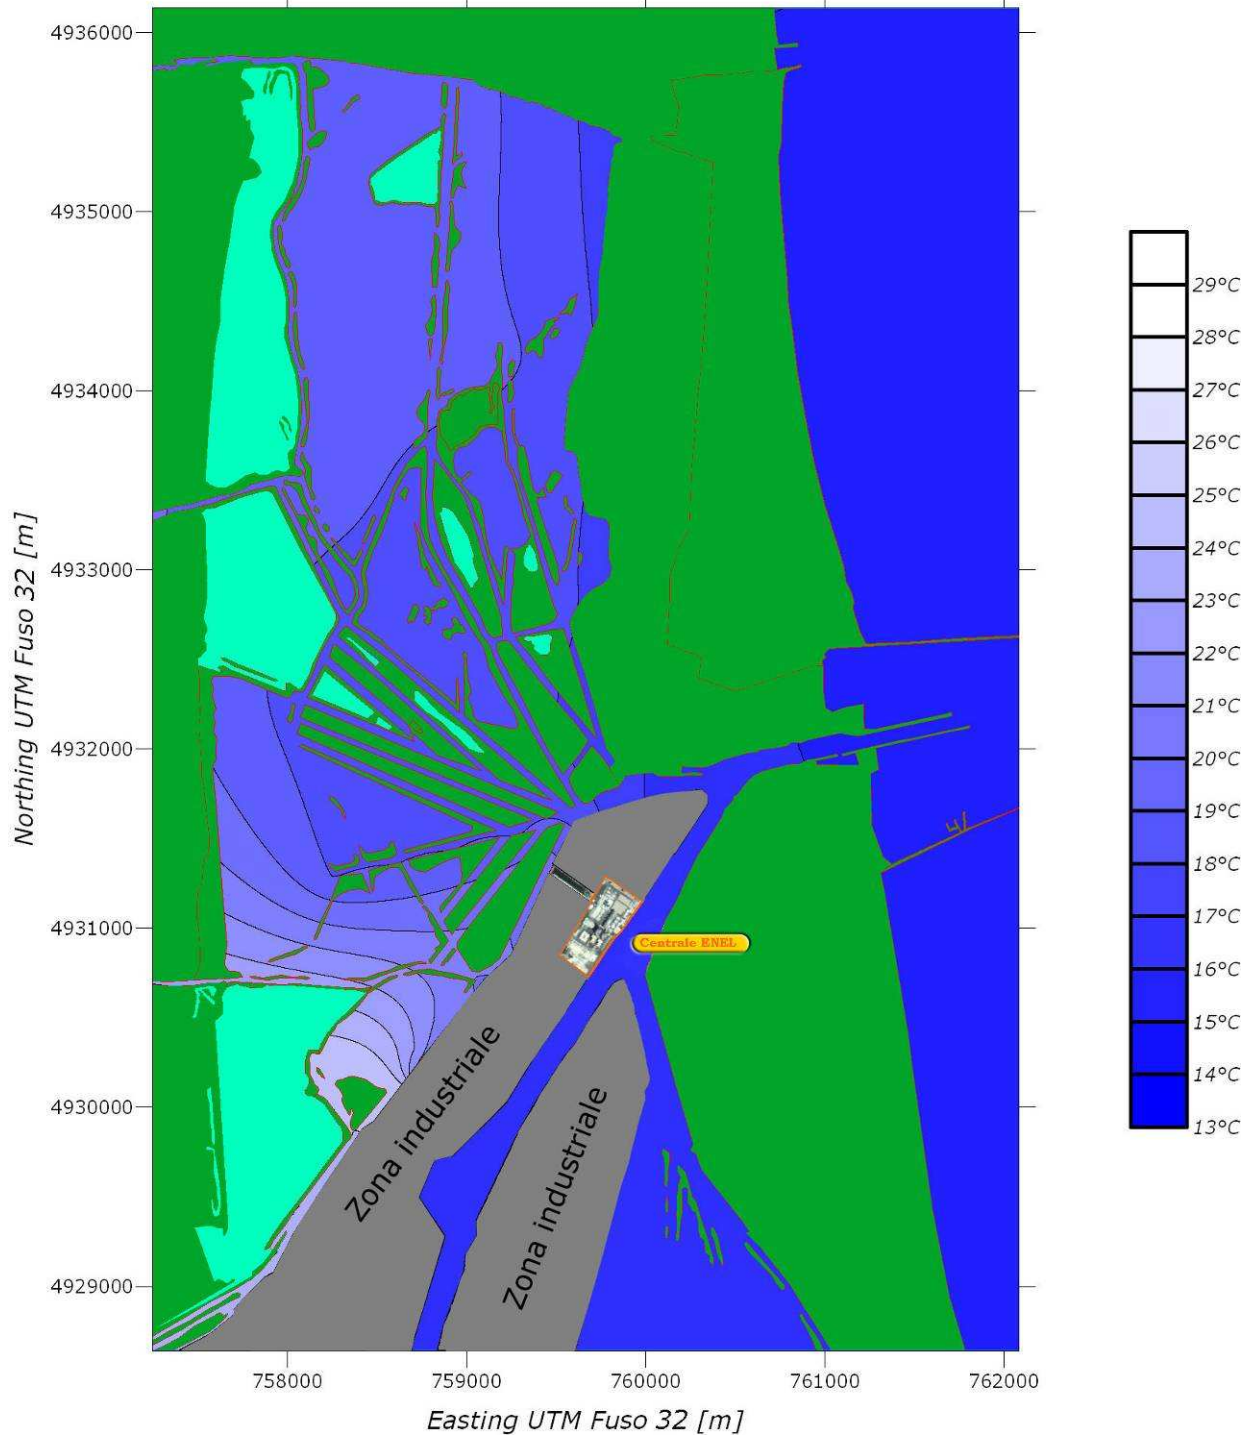 4936000
4935000
4934000
4933000
4932000
4931000
4930000
4929000
Northing UTM Fuso 32 [m]
758000
759000
760000
761000
762000
Easting UTM Fuso 32 [m]
Centrale ENEL
Zona industriale
Zona industriale
29°C
28°C
27°C
26°C
25°C
24°C
23°C
22°C
21°C
20°C
19°C
18°C
17°C
16°C
15°C
14°C
13°C